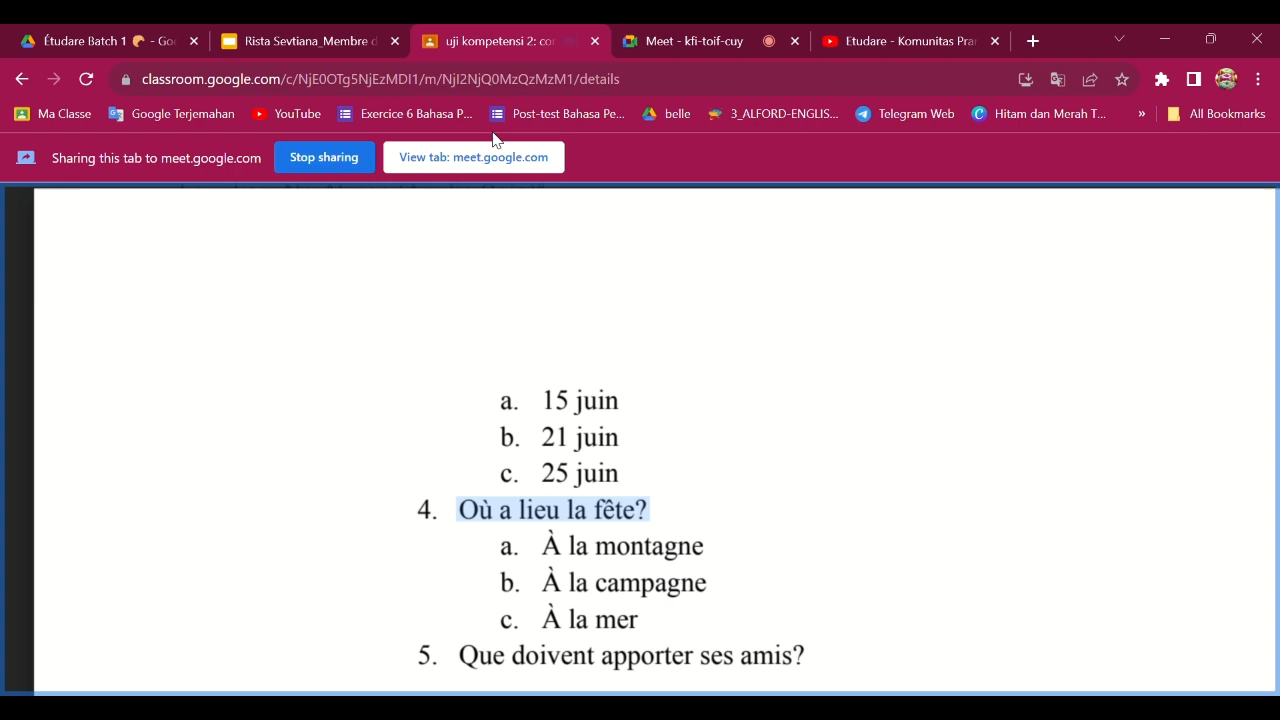 Étudare Batch 1 🥐 - Goo
Rista Sevtiana_Membre d
uji kompetensi 2: co
Meet - kfi-toif-cuy
Etudare - Komunitas Pra
classroom.google.com/c/NjE0OTg5NjEzMDI1/m/NjI2NjQ0MzQzMzM1/details
Ma Classe
Google Terjemahan
YouTube
Exercice 6 Bahasa P...
Post-test Bahasa Pe...
belle
3_ALFORD-ENGLIS...
Telegram Web
Hitam dan Merah T...
»
All Bookmarks
Sharing this tab to meet.google.com
Stop sharing
View tab: meet.google.com
a. 15 juin
b. 21 juin
c. 25 juin
4. Où a lieu la fête?
a. À la montagne
b. À la campagne
c. À la mer
5. Que doivent apporter ses amis?